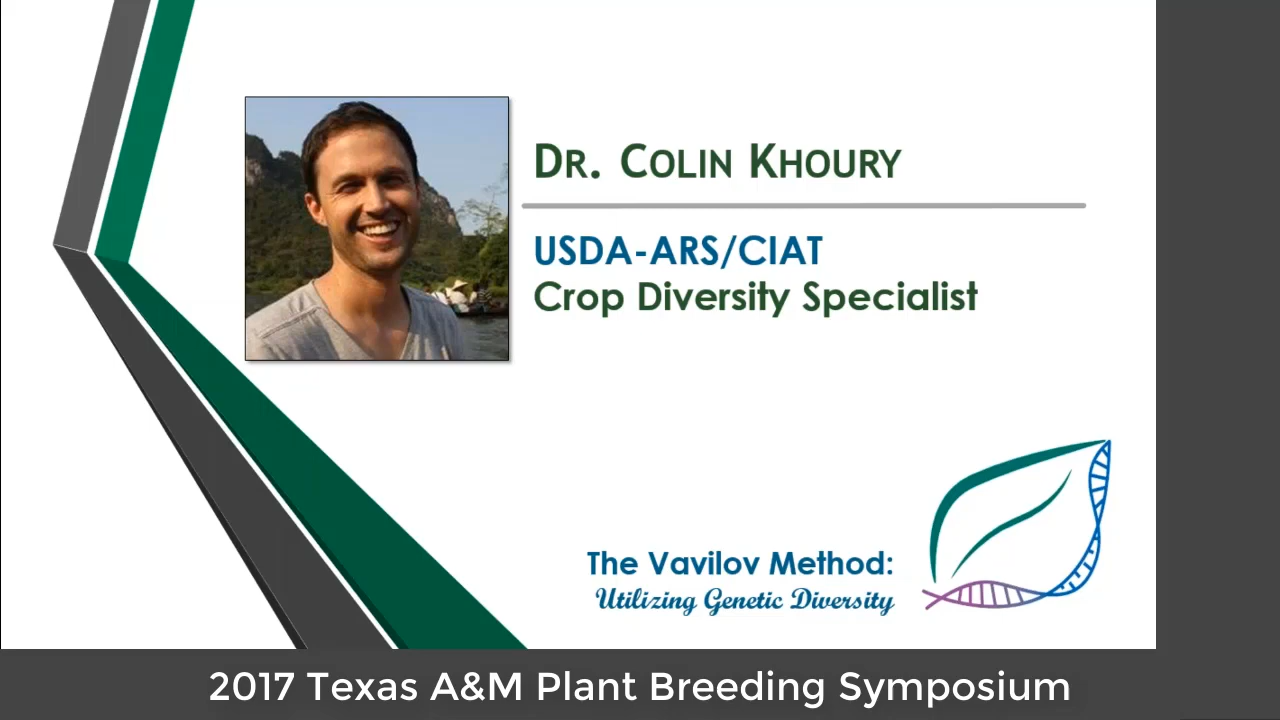 Dr. Colin Khoury
USDA-ARS/CIAT
Crop Diversity Specialist
The Vavilov Method:
Utilizing Genetic Diversity
2017 Texas A&M Plant Breeding Symposium